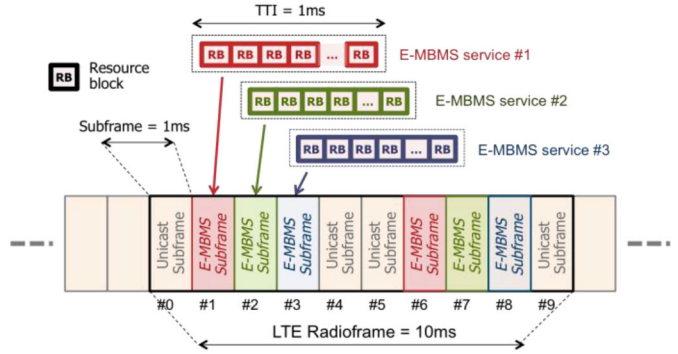 TTI = 1ms
RB RB RB RB ... RB
E-MBMS service #1
RB
Resource
block
RB RB RB RB RB ... RB
E-MBMS service #2
Subframe = 1ms
RB RB RB RB RB ... RB
E-MBMS service #3
Unicast
Subframe
E-MBMS
Subframe
E-MBMS
Subframe
E-MBMS
Subframe
Unicast
Subframe
Unicast
Subframe
E-MBMS
Subframe
E-MBMS
Subframe
E-MBMS
Subframe
Unicast
Subframe
#0 #1 #2 #3 #4 #5 #6 #7 #8 #9
LTE Radioframe = 10ms